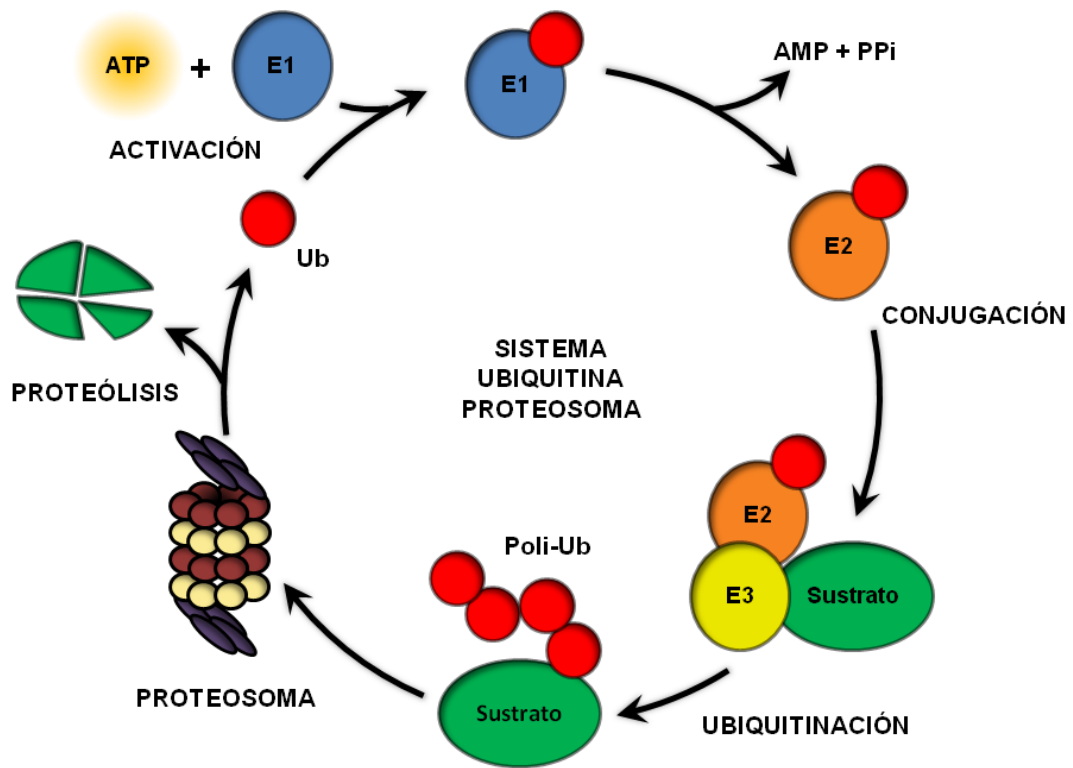 ATP
+
E1
ACTIVACIÓN
E1
AMP + PPi
E2
CONJUGACIÓN
Ub
PROTEÓLISIS
SISTEMA
UBIQUITINA
PROTEOSOMA
E2
E3
Sustrato
UBIQUITINACIÓN
Poli-Ub
Sustrato
PROTEOSOMA